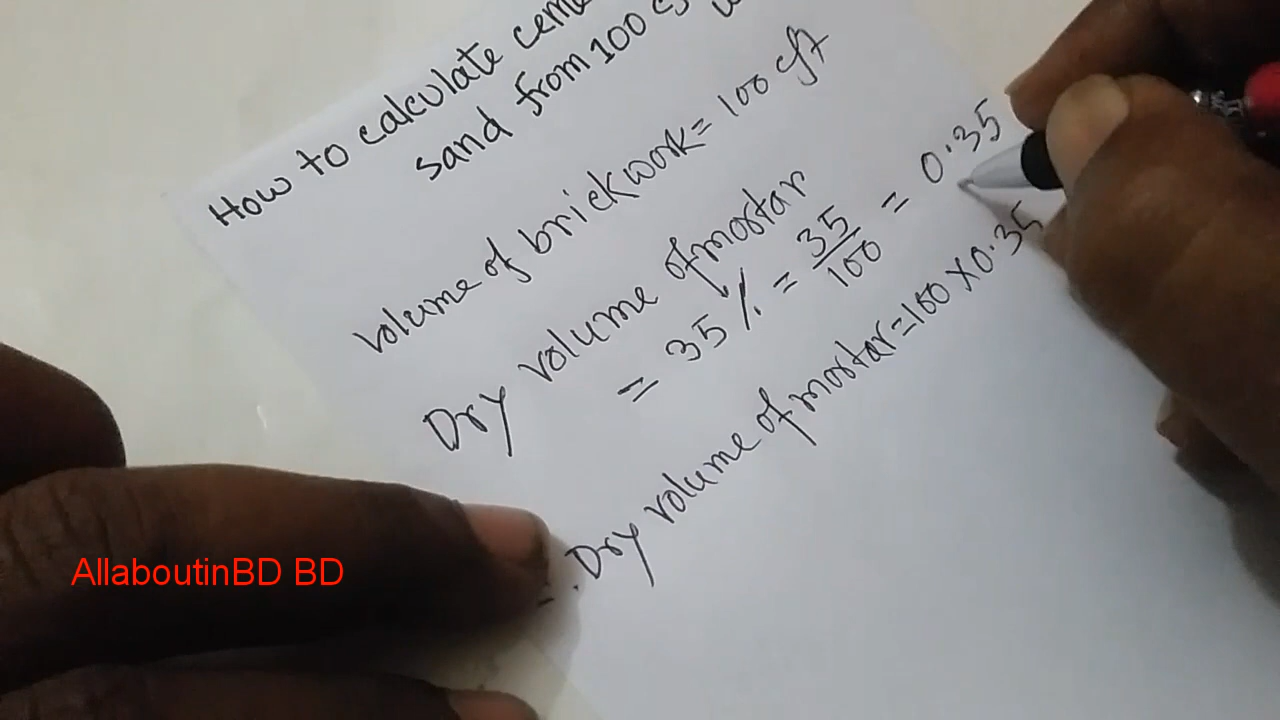 How to calculate
sand from 100
volume of brickwork = 100 cft
Dry volume of mortar
= 35 % = 35/100 = 0.35
∴ Dry volume of mortar = 100 × 0.35
AllaboutinBD BD